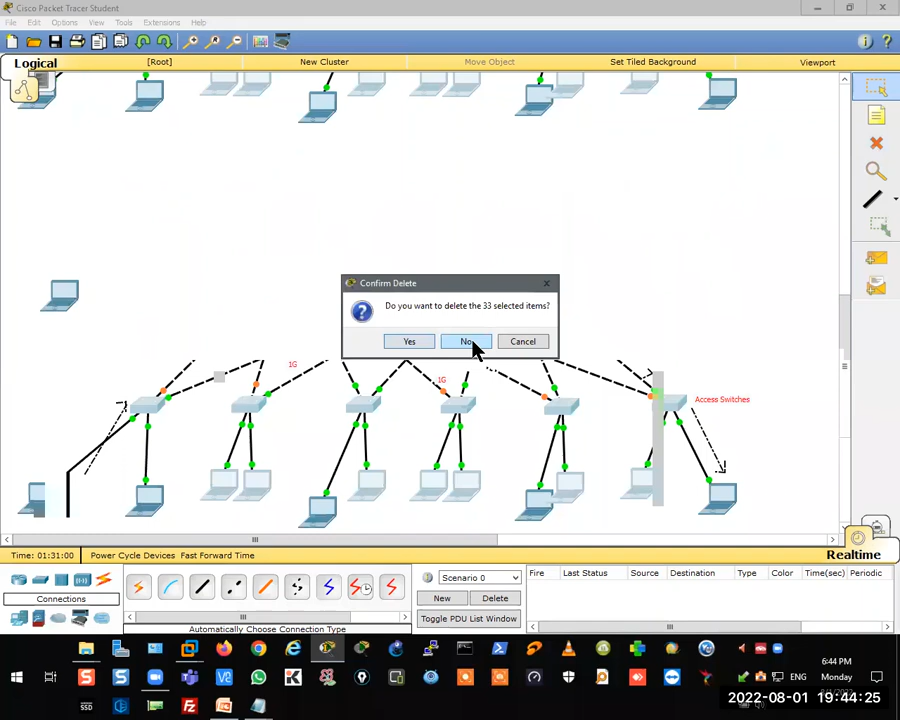 Cisco Packet Tracer Student
File Edit Options View Tools Extensions Help
Logical [Root] New Cluster Move Object Set Tiled Background Viewport
Confirm Delete
Do you want to delete the 33 selected items?
Yes No Cancel
1G
1G
Access Switches
Time: 01:31:00 Power Cycle Devices Fast Forward Time Realtime
Scenario 0
Fire Last Status Source Destination Type Color Time(sec) Periodic
Connections
New Delete
Toggle PDU List Window
Automatically Choose Connection Type
6:44 PM
ENG Monday
SSD
2022-08-01 19:44:25